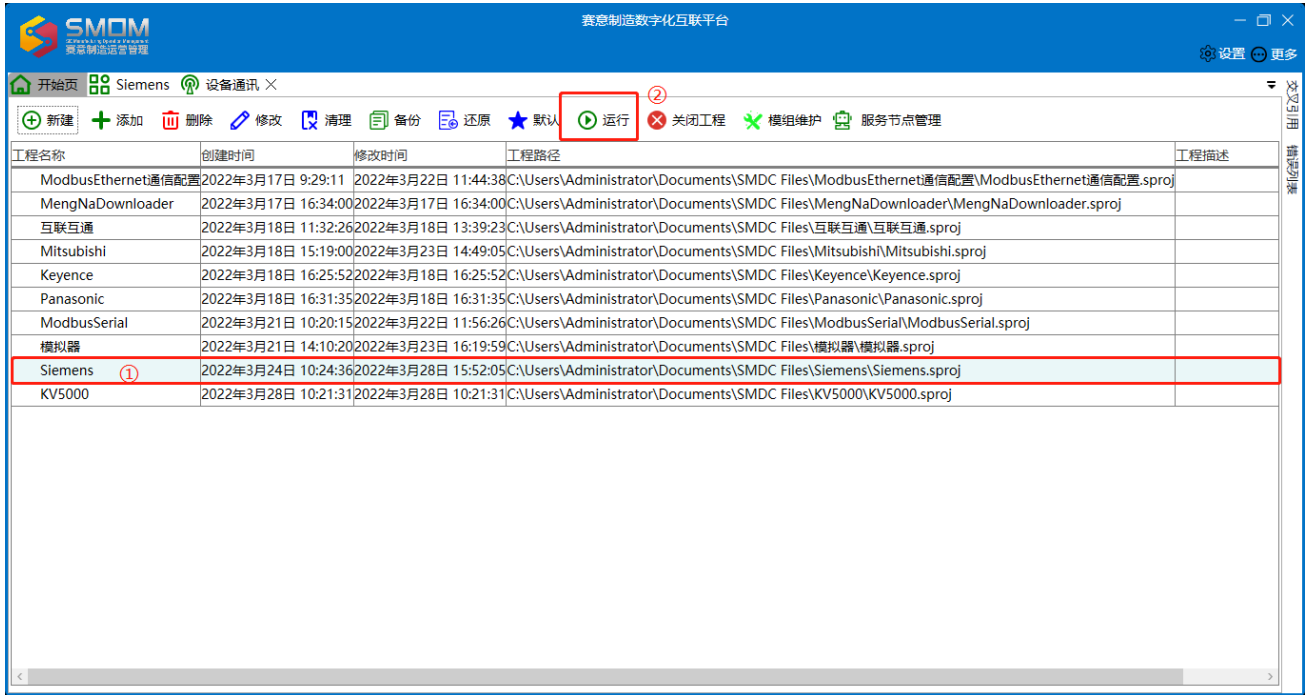 赛意制造数字化互联平台
SMOM
赛意制造运营管理
设置 更多
开始页 Siemens 设备通讯
②
新建 添加 删除 修改 清理 备份 还原 默认 运行 关闭工程 模组维护 服务节点管理
交叉引用
错误列表
工程名称 创建时间 修改时间 工程路径 工程描述
ModbusEthernet通信配置 2022年3月17日 9:29:11 2022年3月22日 11:44:38 C:\Users\Administrator\Documents\SMDC Files\ModbusEthernet通信配置\ModbusEthernet通信配置.sproj
MengNaDownloader 2022年3月17日 16:34:00 2022年3月17日 16:34:00 C:\Users\Administrator\Documents\SMDC Files\MengNaDownloader\MengNaDownloader.sproj
互联互通 2022年3月18日 11:32:26 2022年3月18日 13:39:23 C:\Users\Administrator\Documents\SMDC Files\互联互通\互联互通.sproj
Mitsubishi 2022年3月18日 15:19:00 2022年3月23日 14:49:05 C:\Users\Administrator\Documents\SMDC Files\Mitsubishi\Mitsubishi.sproj
Keyence 2022年3月18日 16:25:52 2022年3月18日 16:25:52 C:\Users\Administrator\Documents\SMDC Files\Keyence\Keyence.sproj
Panasonic 2022年3月18日 16:31:35 2022年3月18日 16:31:35 C:\Users\Administrator\Documents\SMDC Files\Panasonic\Panasonic.sproj
ModbusSerial 2022年3月21日 10:20:15 2022年3月22日 11:56:26 C:\Users\Administrator\Documents\SMDC Files\ModbusSerial\ModbusSerial.sproj
模拟器 2022年3月21日 14:10:20 2022年3月23日 16:19:59 C:\Users\Administrator\Documents\SMDC Files\模拟器\模拟器.sproj
Siemens ① 2022年3月24日 10:24:36 2022年3月28日 15:52:05 C:\Users\Administrator\Documents\SMDC Files\Siemens\Siemens.sproj
KV5000 2022年3月28日 10:21:31 2022年3月28日 10:21:31 C:\Users\Administrator\Documents\SMDC Files\KV5000\KV5000.sproj